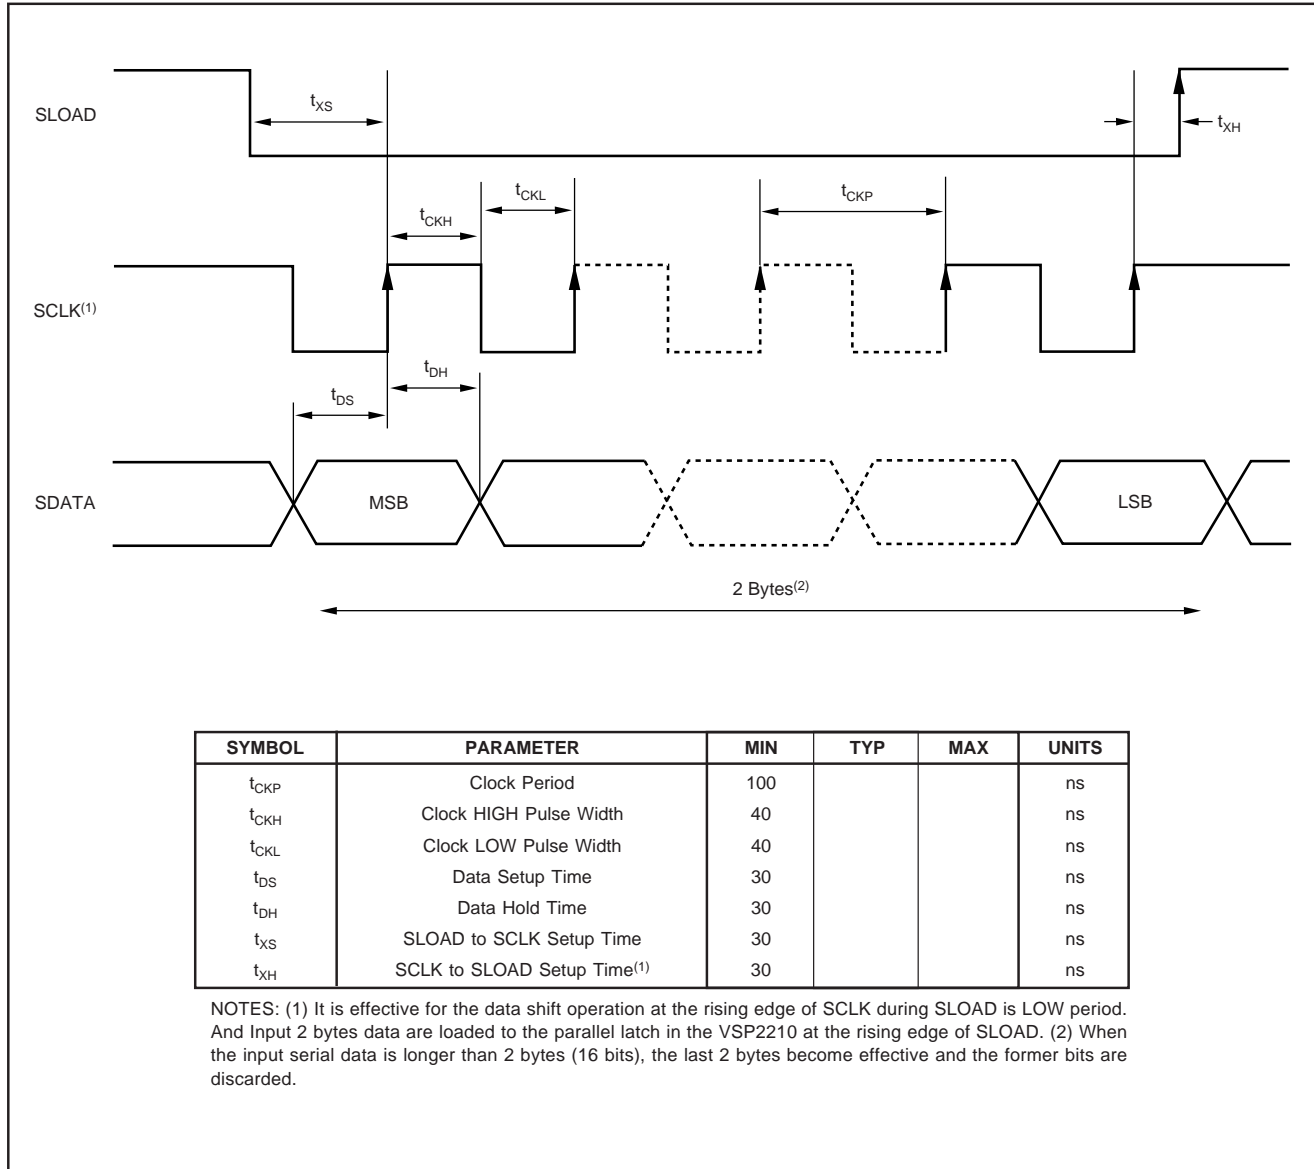 SLOAD
tXS
tXH
tCKL
tCKP
tCKH
SCLK(1)
tDH
tDS
SDATA
MSB
LSB
2 Bytes(2)
SYMBOL PARAMETER MIN TYP MAX UNITS
tCKP Clock Period 100 ns
tCKH Clock HIGH Pulse Width 40 ns
tCKL Clock LOW Pulse Width 40 ns
tDS Data Setup Time 30 ns
tDH Data Hold Time 30 ns
tXS SLOAD to SCLK Setup Time 30 ns
tXH SCLK to SLOAD Setup Time(1) 30 ns
NOTES: (1) It is effective for the data shift operation at the rising edge of SCLK during SLOAD is LOW period.
And Input 2 bytes data are loaded to the parallel latch in the VSP2210 at the rising edge of SLOAD. (2) When
the input serial data is longer than 2 bytes (16 bits), the last 2 bytes become effective and the former bits are
discarded.